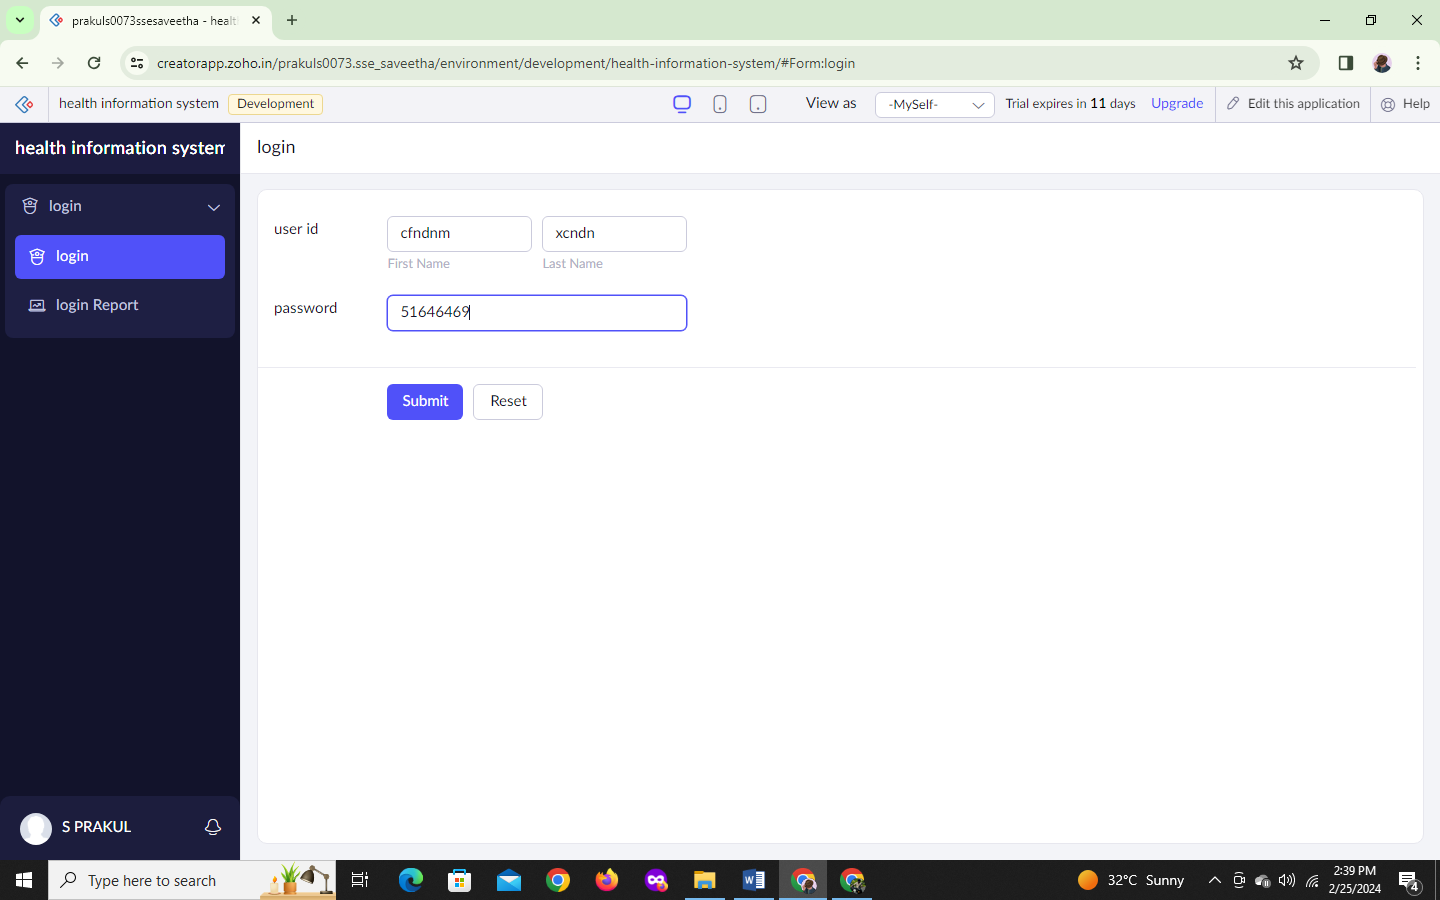 prakuls0073ssesaveetha - healt
creatorapp.zoho.in/prakuls0073.sse_saveetha/environment/development/health-information-system/#Form:login
health information system Development View as -MySelf- Trial expires in 11 days Upgrade Edit this application Help
health information system
login
login
login
login Report
user id
cfndnm xcndn
First Name Last Name
password
51646469
Submit Reset
S PRAKUL
Type here to search
32°C Sunny
2:39 PM
2/25/2024
4